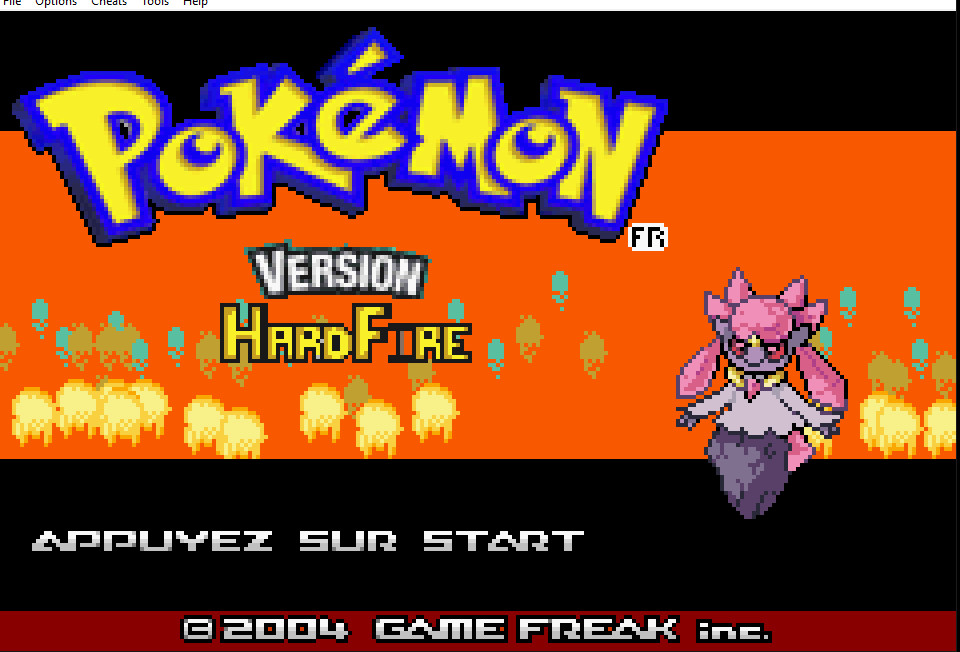 File Options Cheats Tools Help
POKéMON
FR
VERSION
HARDFIRE
APPUYEZ SUR START
© 2004 GAME FREAK inc.